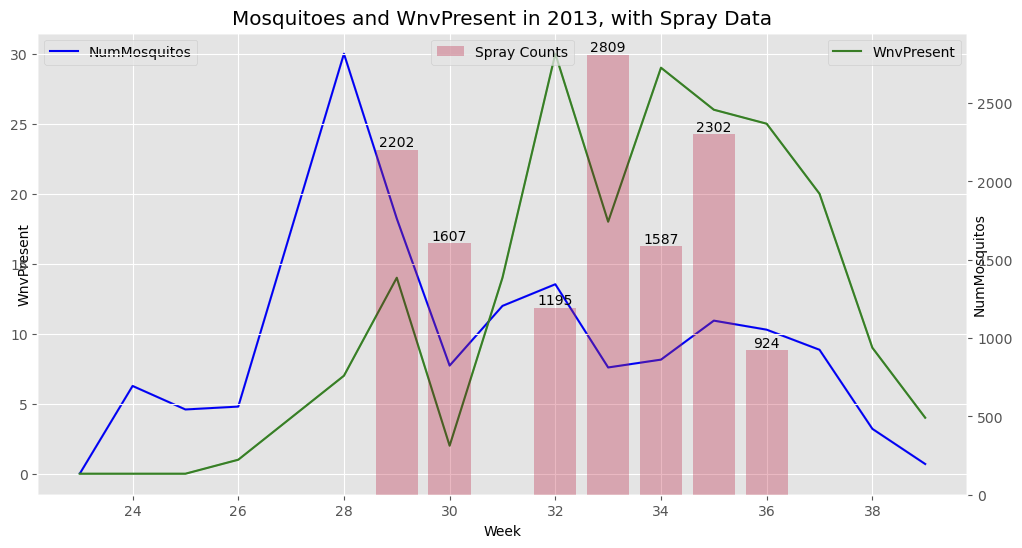 Mosquitoes and WnvPresent in 2013, with Spray Data
NumMosquitos
Spray Counts
WnvPresent
2809
2302
2202
1607
1587
1195
924
30
25
20
15
10
5
0
WnvPresent
2500
2000
1500
1000
500
0
NumMosquitos
24 26 28 30 32 34 36 38
Week